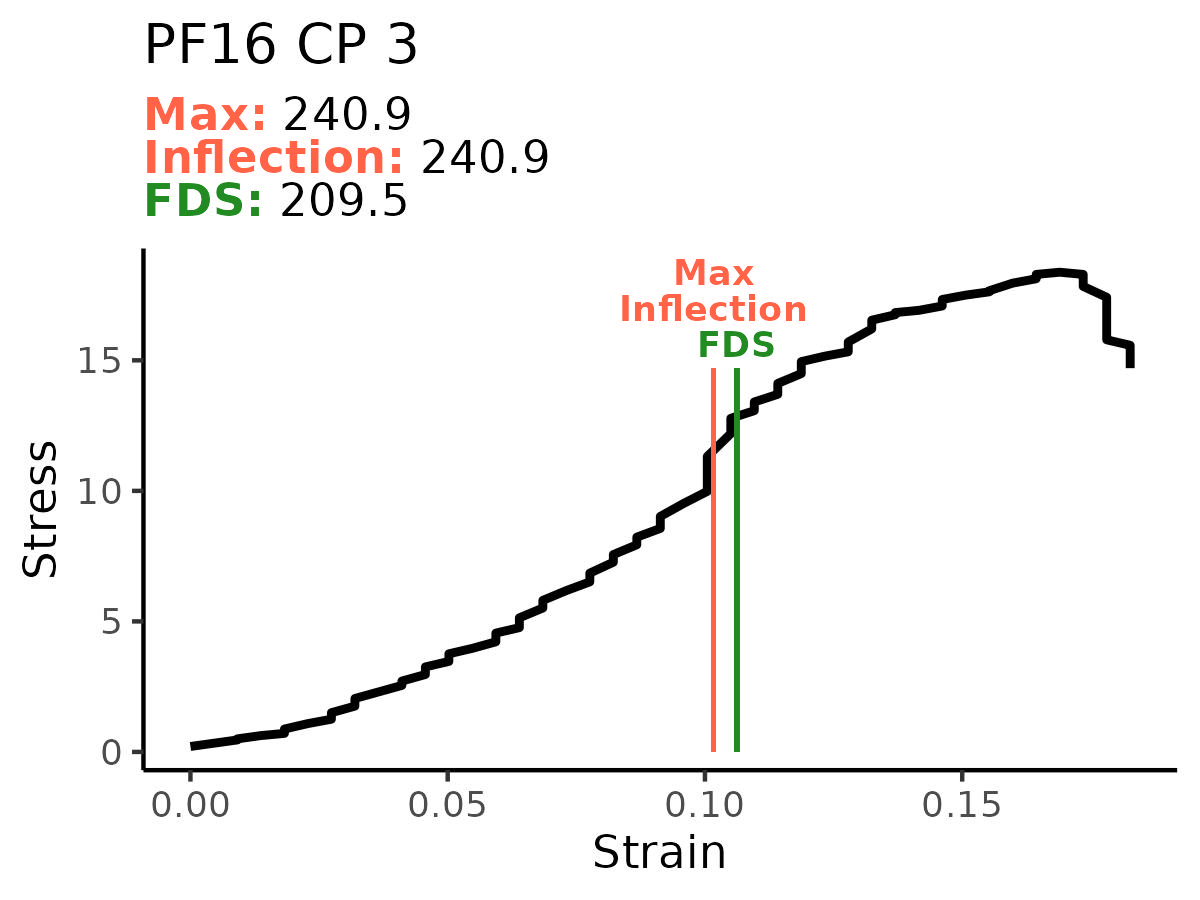 PF16 CP 3
Max: 240.9
Inflection: 240.9
FDS: 209.5
Max
Inflection
FDS
15
10
5
0
Stress
0.00 0.05 0.10 0.15
Strain